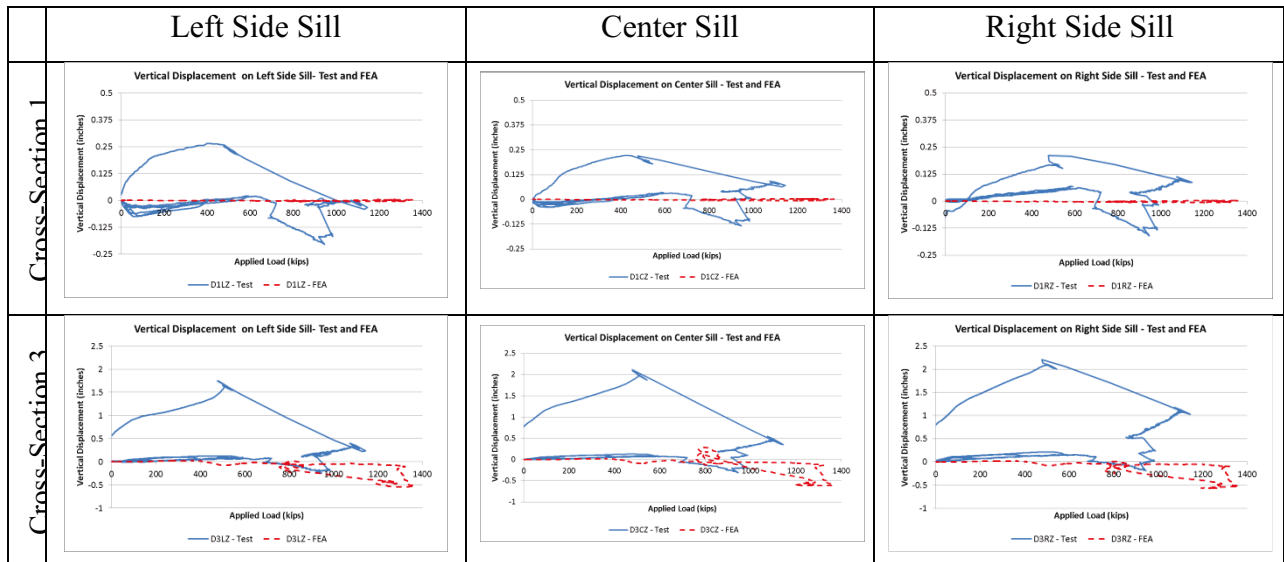 Left Side Sill
Center Sill
Right Side Sill
Cross-Section 1
Vertical Displacement on Left Side Sill- Test and FEA
Vertical Displacement (inches)
0.5
0.375
0.25
0.125
0
-0.125
-0.25
0 200 400 600 800 1000 1200 1400
Applied Load (kips)
D1LZ - Test D1LZ - FEA
Vertical Displacement on Center Sill - Test and FEA
Vertical Displacement (inches)
0.5
0.375
0.25
0.125
0
-0.125
-0.25
0 200 400 600 800 1000 1200 1400
Applied Load (kips)
D1CZ - Test D1CZ - FEA
Vertical Displacement on Right Side Sill - Test and FEA
Vertical Displacement (inches)
0.5
0.375
0.25
0.125
0
-0.125
-0.25
0 200 400 600 800 1000 1200 1400
Applied Load (kips)
D1RZ - Test D1RZ - FEA
Cross-Section 3
Vertical Displacement on Left Side Sill- Test and FEA
Vertical Displacement (inches)
2.5
2
1.5
1
0.5
0
-0.5
-1
0 200 400 600 800 1000 1200 1400
Applied Load (kips)
D3LZ - Test D3LZ - FEA
Vertical Displacement on Center Sill - Test and FEA
Vertical Displacement (inches)
2.5
2
1.5
1
0.5
0
-0.5
-1
0 200 400 600 800 1000 1200 1400
Applied Load (kips)
D3CZ - Test D3CZ - FEA
Vertical Displacement on Right Side Sill - Test and FEA
Vertical Displacement (inches)
2.5
2
1.5
1
0.5
0
-0.5
-1
0 200 400 600 800 1000 1200 1400
Applied Load (kips)
D3RZ - Test D3RZ - FEA